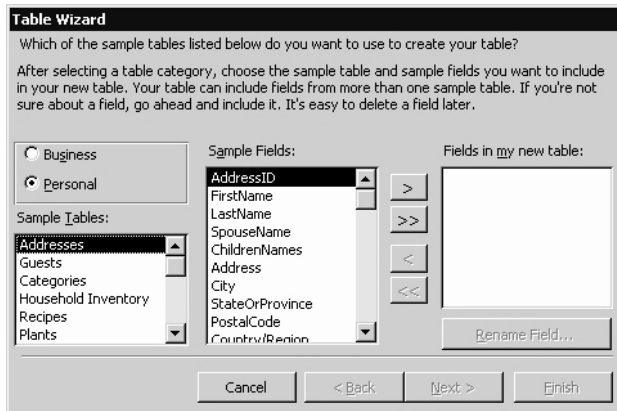 Table Wizard
Which of the sample tables listed below do you want to use to create your table?
After selecting a table category, choose the sample table and sample fields you want to include
in your new table. Your table can include fields from more than one sample table. If you're not
sure about a field, go ahead and include it. It's easy to delete a field later.
Business
Personal
Sample Tables:
Addresses
Guests
Categories
Household Inventory
Recipes
Plants
Sample Fields:
AddressID
FirstName
LastName
SpouseName
ChildrenNames
Address
City
StateOrProvince
PostalCode
Country/Region
>
>>
<
<<
Fields in my new table:
Rename Field...
Cancel
< Back
Next >
Finish